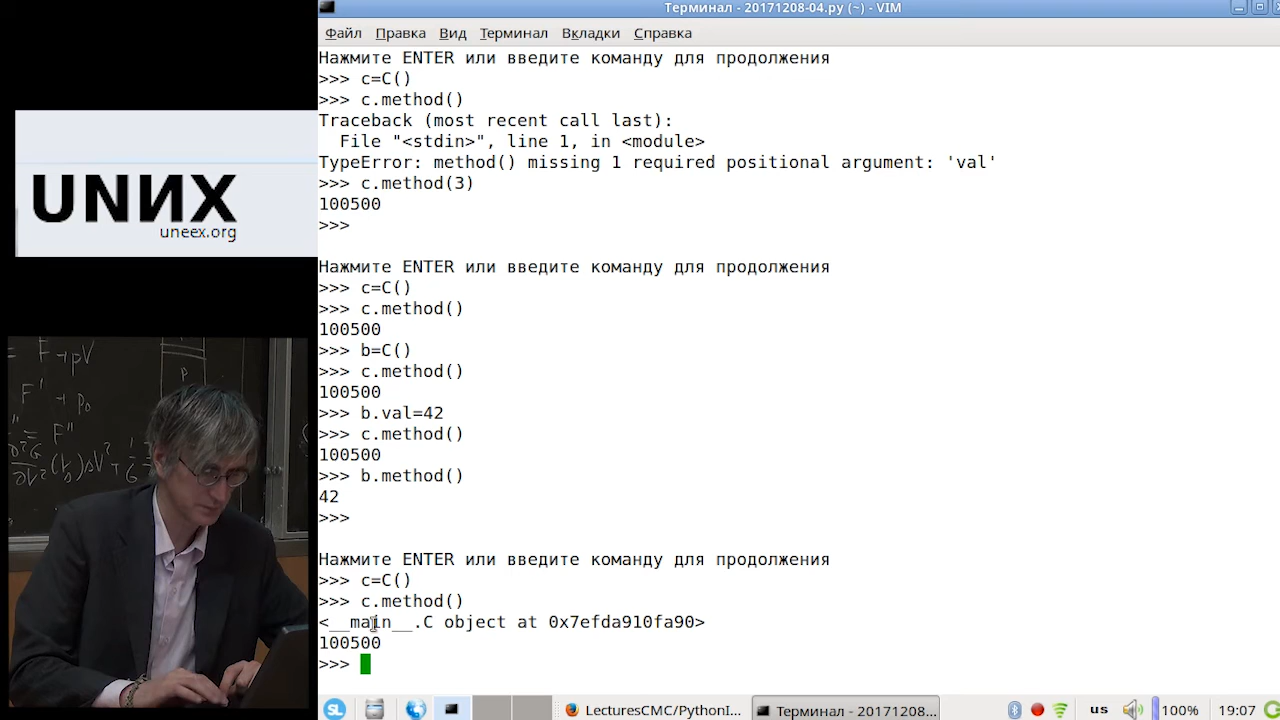 Терминал - 20171208-04.py (~) - VIM
Файл Правка Вид Терминал Вкладки Справка
Нажмите ENTER или введите команду для продолжения
>>> c=C()
>>> c.method()
Traceback (most recent call last):
  File "<stdin>", line 1, in <module>
TypeError: method() missing 1 required positional argument: 'val'
>>> c.method(3)
100500
>>>
Нажмите ENTER или введите команду для продолжения
>>> c=C()
>>> c.method()
100500
>>> b=C()
>>> c.method()
100500
>>> b.val=42
>>> c.method()
100500
>>> b.method()
42
>>>
Нажмите ENTER или введите команду для продолжения
>>> c=C()
>>> c.method()
<__main__.C object at 0x7efda910fa90>
100500
>>>
UNИX
uneex.org
SL
LecturesCMC/PythonI...
Терминал - 20171208...
us
100%
19:07